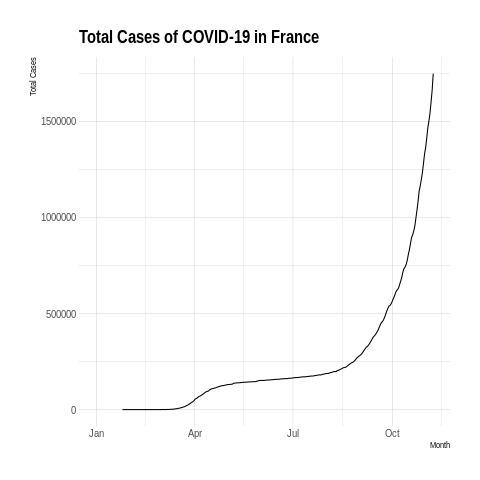 Total Cases of COVID-19 in France
Total Cases
1500000
1000000
500000
0
Jan Apr Jul Oct
Month